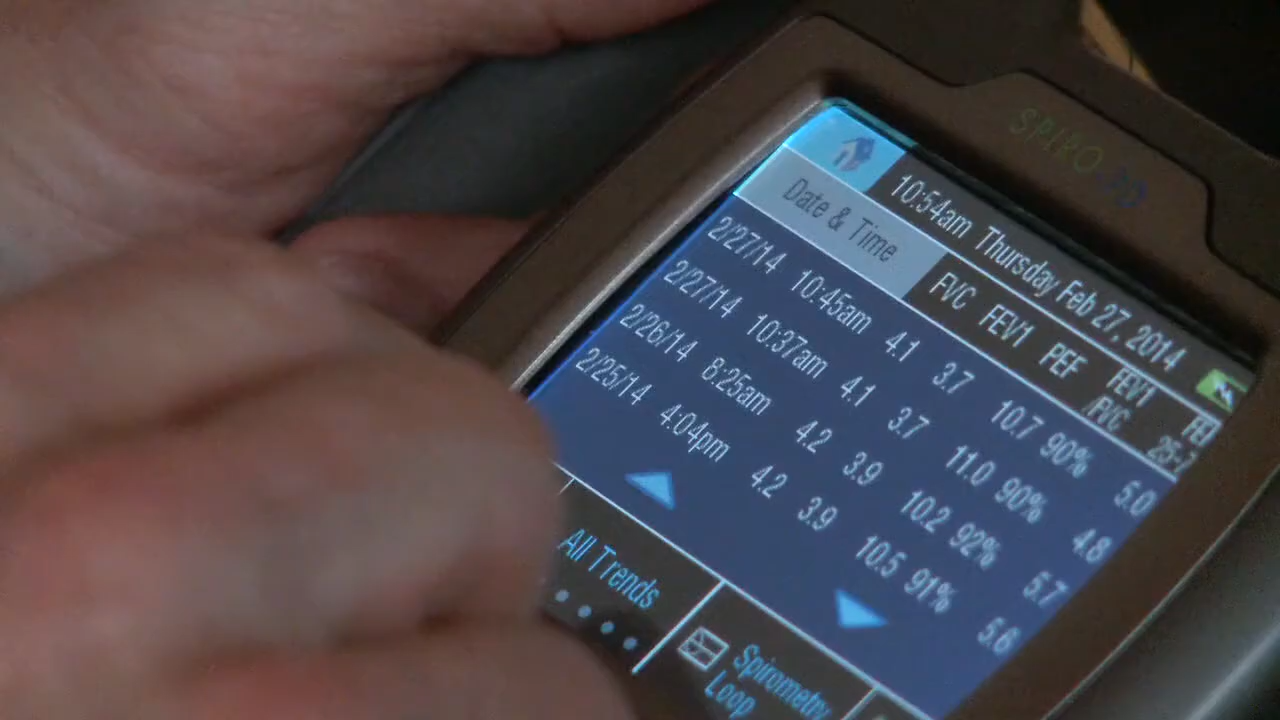 SPIRO PD
10:54am Thursday Feb 27, 2014
Date & Time FVC FEV1 PEF FEV1/FVC
2/27/14 10:45am 4.1 3.7 10.7 90% 5.0
2/27/14 10:37am 4.1 3.7 11.0 90% 4.8
2/26/14 8:25am 4.2 3.9 10.2 92% 5.7
2/25/14 4:04pm 4.2 3.9 10.5 91% 5.6
All Trends
Spirometry
Loop